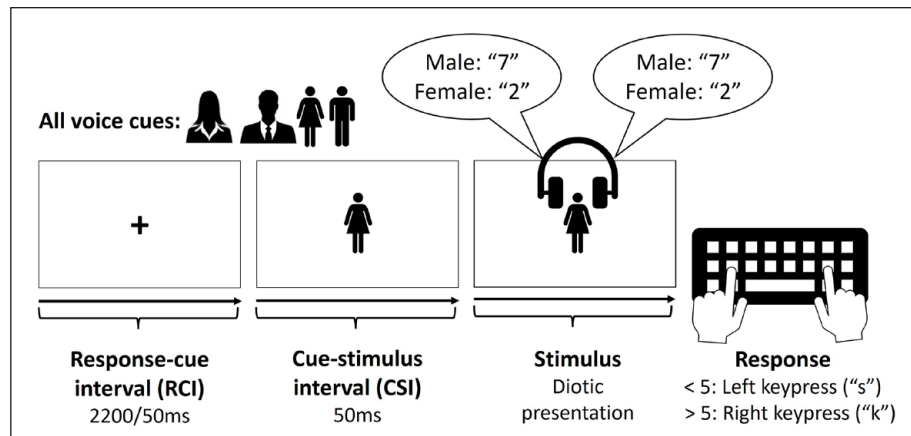 Male: “7”
Female: “2”
Male: “7”
Female: “2”
All voice cues:
+
Response-cue
interval (RCI)
2200/50ms
Cue-stimulus
interval (CSI)
50ms
Stimulus
Diotic
presentation
Response
< 5: Left keypress (“s”)
> 5: Right keypress (“k”)